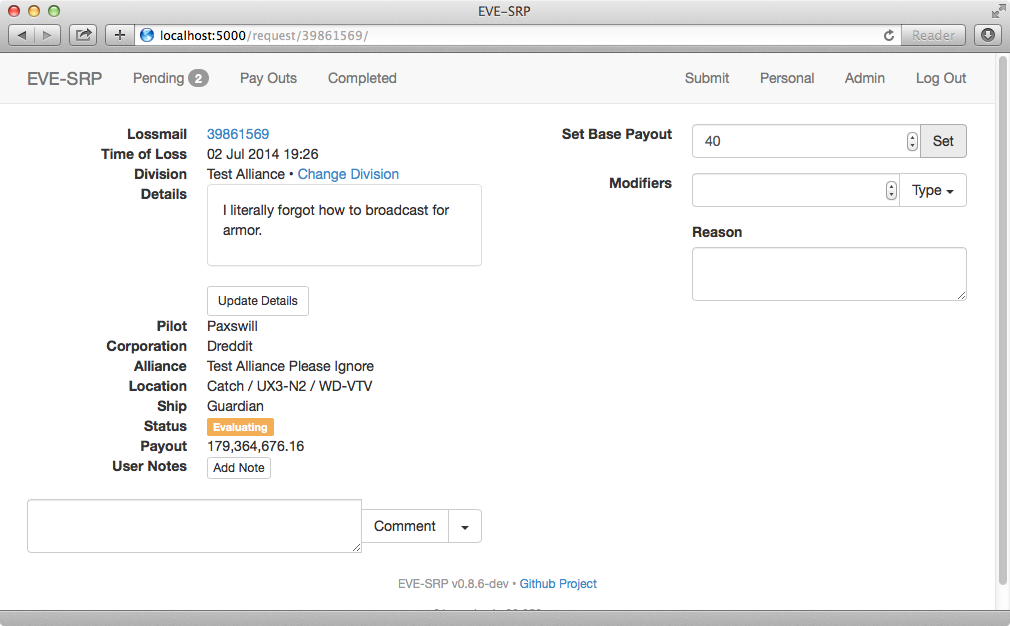 EVE-SRP
localhost:5000/request/39861569/
Reader
EVE-SRP Pending 2 Pay Outs Completed Submit Personal Admin Log Out
Lossmail 39861569
Time of Loss 02 Jul 2014 19:26
Division Test Alliance • Change Division
Details
I literally forgot how to broadcast for
armor.
Update Details
Pilot Paxswill
Corporation Dreddit
Alliance Test Alliance Please Ignore
Location Catch / UX3-N2 / WD-VTV
Ship Guardian
Status Evaluating
Payout 179,364,676.16
User Notes Add Note
Comment
Set Base Payout 40 Set
Modifiers Type
Reason
EVE-SRP v0.8.6-dev • Github Project